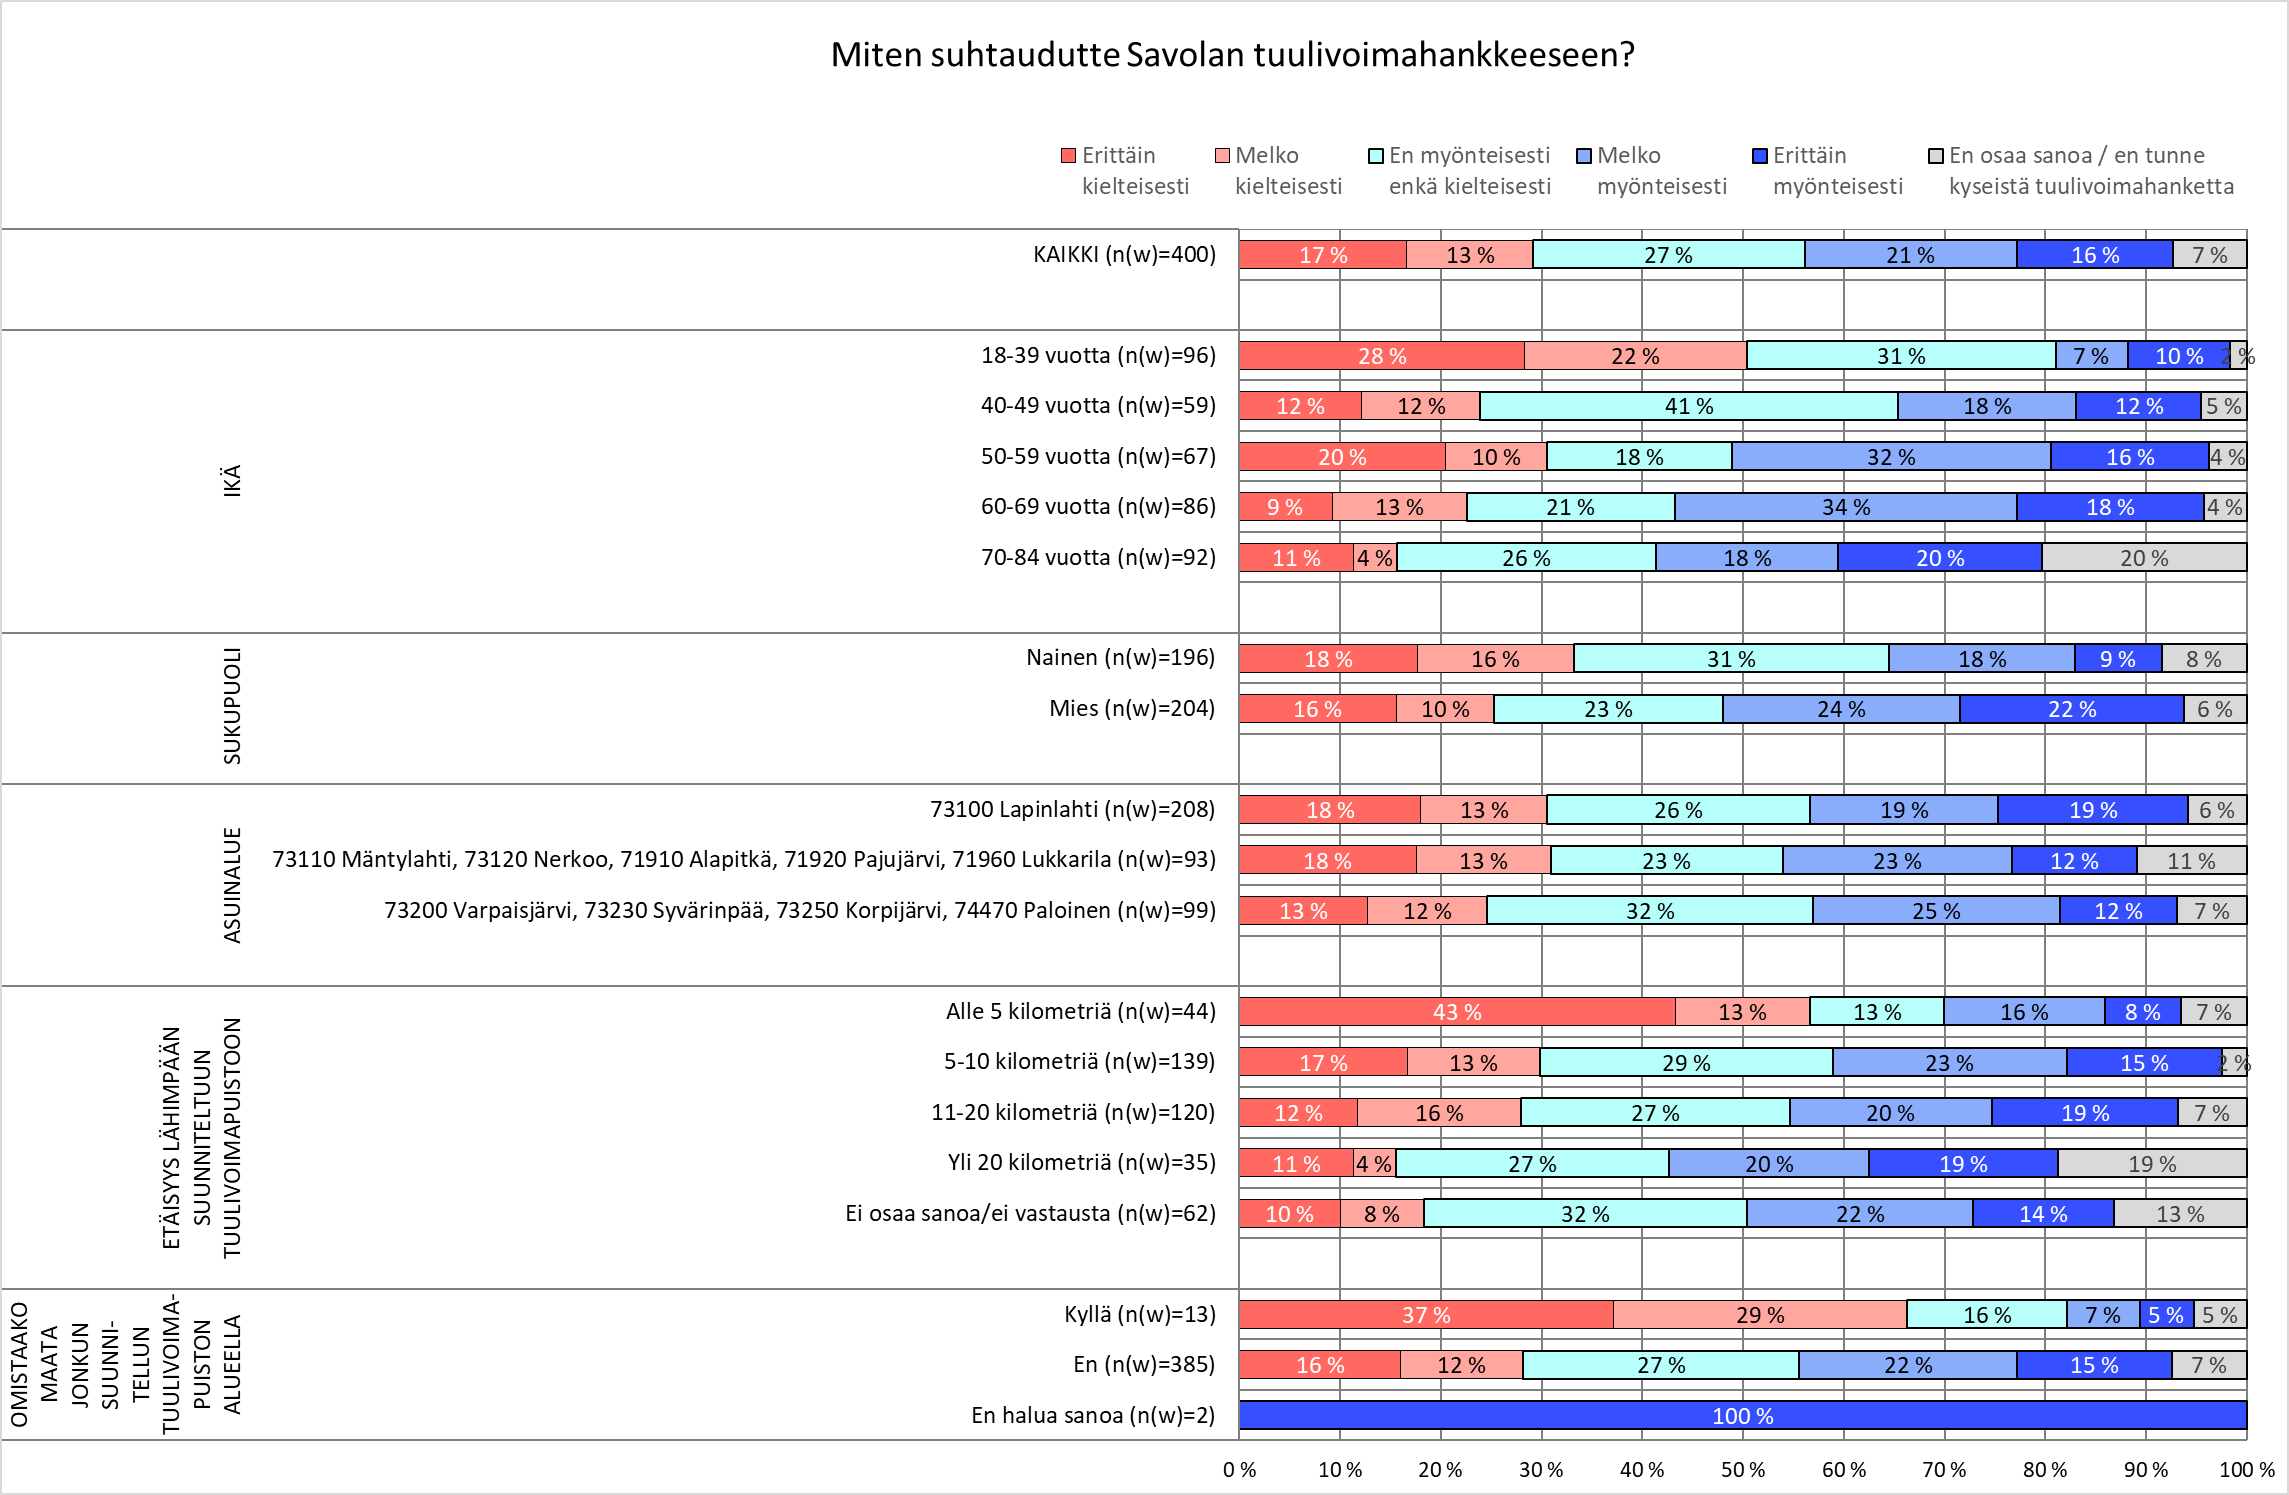 Miten suhtaudutte Savolan tuulivoimahankkeeseen?
Erittäin
kielteisesti
Melko
kielteisesti
En myönteisesti
enkä kielteisesti
Melko
myönteisesti
Erittäin
myönteisesti
En osaa sanoa / en tunne
kyseistä tuulivoimahanketta
KAIKKI (n(w)=400)
17 % 13 % 27 % 21 % 16 % 7 %
IKÄ
18-39 vuotta (n(w)=96)
28 % 22 % 31 % 7 % 10 % 2 %
40-49 vuotta (n(w)=59)
12 % 12 % 41 % 18 % 12 % 5 %
50-59 vuotta (n(w)=67)
20 % 10 % 18 % 32 % 16 % 4 %
60-69 vuotta (n(w)=86)
9 % 13 % 21 % 34 % 18 % 4 %
70-84 vuotta (n(w)=92)
11 % 4 % 26 % 18 % 20 % 20 %
SUKUPUOLI
Nainen (n(w)=196)
18 % 16 % 31 % 18 % 9 % 8 %
Mies (n(w)=204)
16 % 10 % 23 % 24 % 22 % 6 %
ASUINALUE
73100 Lapinlahti (n(w)=208)
18 % 13 % 26 % 19 % 19 % 6 %
73110 Mäntylahti, 73120 Nerkoo, 71910 Alapitkä, 71920 Pajujärvi, 71960 Lukkarila (n(w)=93)
18 % 13 % 23 % 23 % 12 % 11 %
73200 Varpaisjärvi, 73230 Syvärinpää, 73250 Korpijärvi, 74470 Paloinen (n(w)=99)
13 % 12 % 32 % 25 % 12 % 7 %
ETÄISYYS LÄHIMPÄÄN
SUUNNITELTUUN
TUULIVOIMAPUISTOON
Alle 5 kilometriä (n(w)=44)
43 % 13 % 13 % 16 % 8 % 7 %
5-10 kilometriä (n(w)=139)
17 % 13 % 29 % 23 % 15 % 2 %
11-20 kilometriä (n(w)=120)
12 % 16 % 27 % 20 % 19 % 7 %
Yli 20 kilometriä (n(w)=35)
11 % 4 % 27 % 20 % 19 % 19 %
Ei osaa sanoa/ei vastausta (n(w)=62)
10 % 8 % 32 % 22 % 14 % 13 %
OMISTAAKO
MAATA
JONKUN
SUUNNI-
TELLUN
TUULIVOIMA-
PUISTON
ALUEELLA
Kyllä (n(w)=13)
37 % 29 % 16 % 7 % 5 % 5 %
En (n(w)=385)
16 % 12 % 27 % 22 % 15 % 7 %
En halua sanoa (n(w)=2)
100 %
0 % 10 % 20 % 30 % 40 % 50 % 60 % 70 % 80 % 90 % 100 %